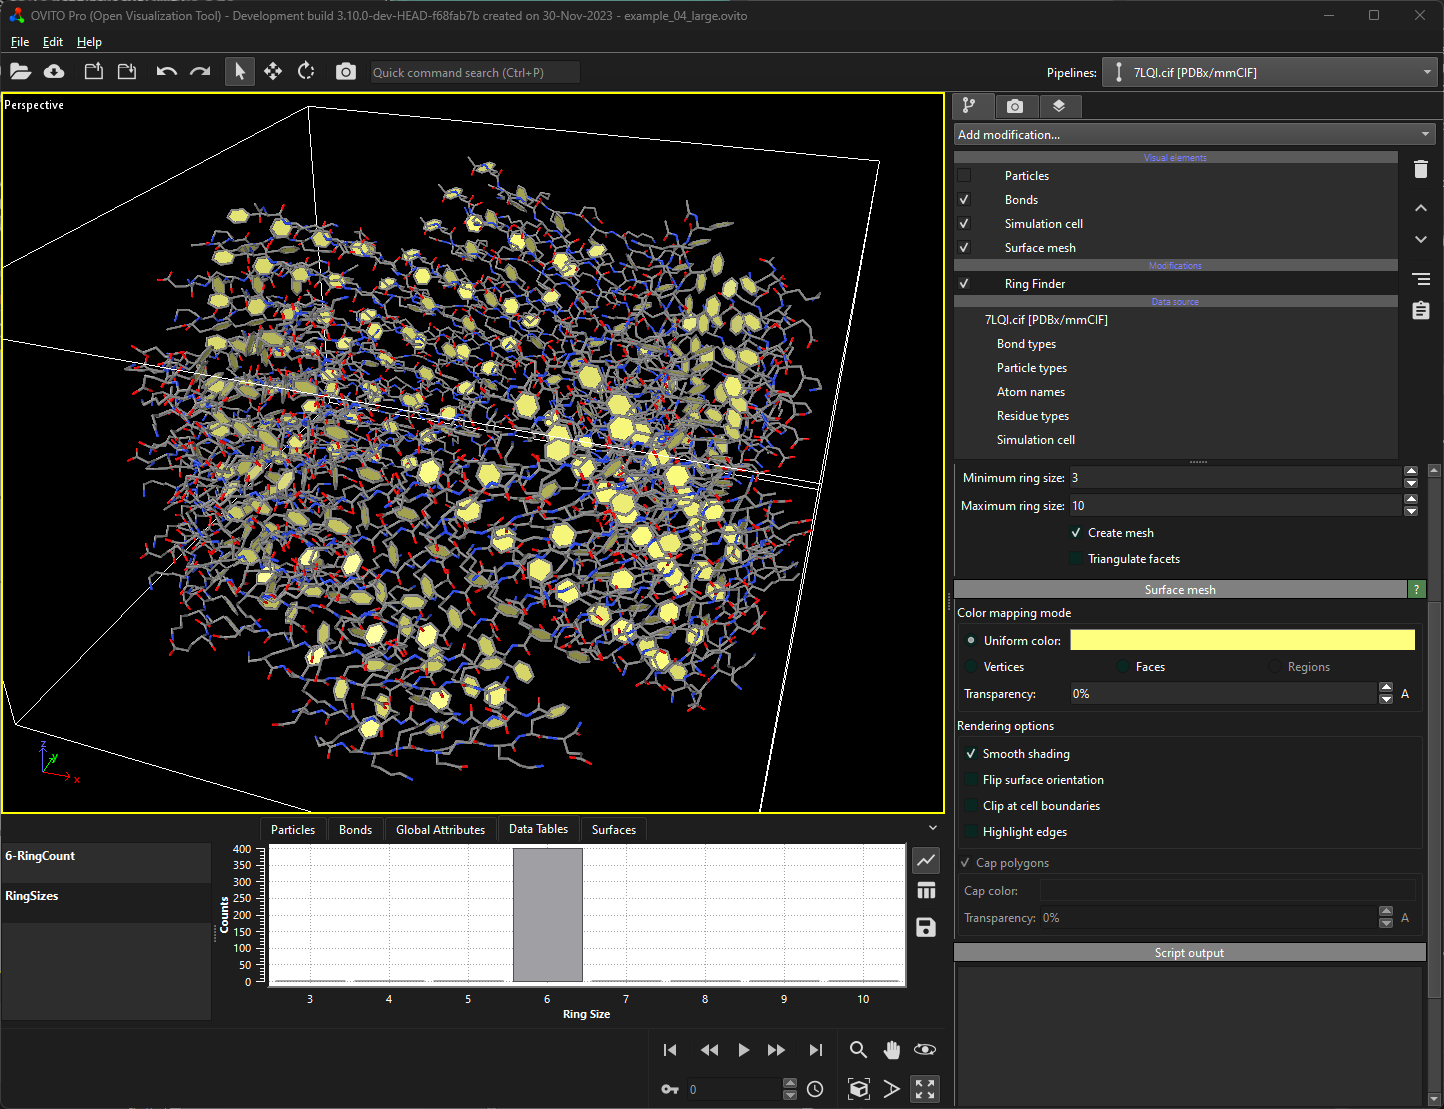 OVITO Pro (Open Visualization Tool) - Development build 3.10.0-dev-HEAD-f68fab7b created on 30-Nov-2023 - example_04_large.ovito
File Edit Help
Quick command search (Ctrl+P)
Pipelines: 7LQI.cif [PDBx/mmCIF]
Perspective
z
y
x
Add modification...
Visual elements
Particles
Bonds
Simulation cell
Surface mesh
Modifications
Ring Finder
Data source
7LQI.cif [PDBx/mmCIF]
Bond types
Particle types
Atom names
Residue types
Simulation cell
Minimum ring size: 3
Maximum ring size: 10
Create mesh
Triangulate facets
Surface mesh ?
Color mapping mode
Uniform color:
Vertices Faces Regions
Transparency: 0% A
Rendering options
Smooth shading
Flip surface orientation
Clip at cell boundaries
Highlight edges
Cap polygons
Cap color:
Transparency: 0% A
Script output
Particles Bonds Global Attributes Data Tables Surfaces
6-RingCount
RingSizes
Counts
400
350
300
250
200
150
100
50
0
3 4 5 6 7 8 9 10
Ring Size
0